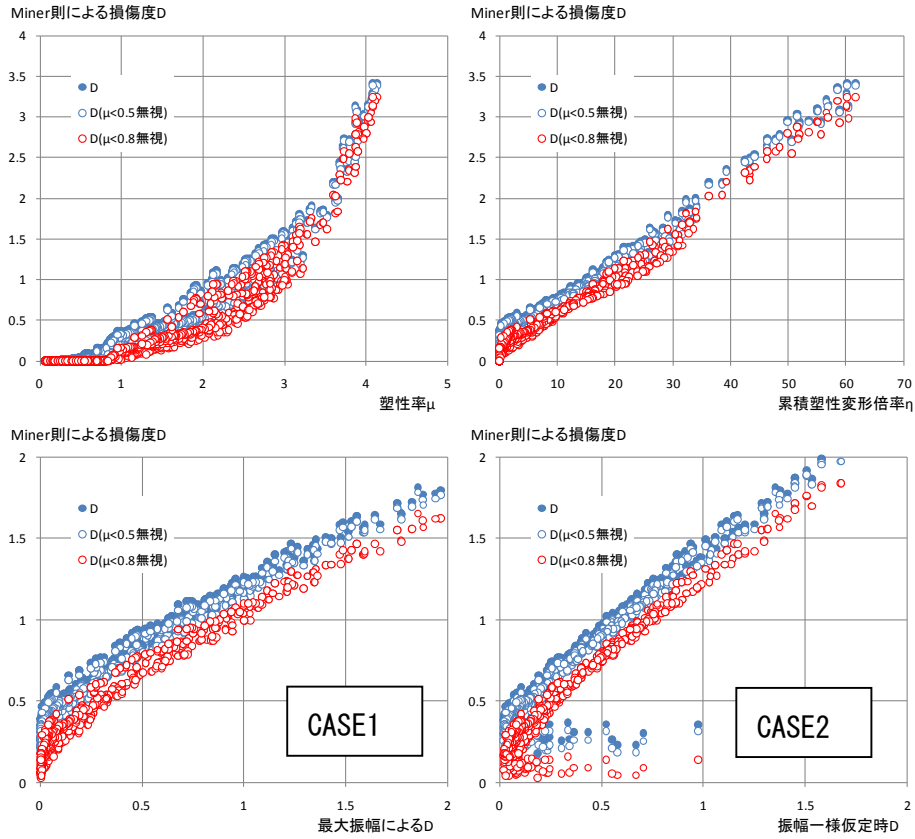 Miner則による損傷度D
4
3.5
3
2.5
2
1.5
1
0.5
0
D
D(μ<0.5無視)
D(μ<0.8無視)
0 1 2 3 4 5
塑性率μ
Miner則による損傷度D
4
3.5
3
2.5
2
1.5
1
0.5
0
D
D(μ<0.5無視)
D(μ<0.8無視)
0 10 20 30 40 50 60 70
累積塑性変形倍率η
Miner則による損傷度D
2
1.5
1
0.5
0
D
D(μ<0.5無視)
D(μ<0.8無視)
CASE1
0 0.5 1 1.5 2
最大振幅によるD
Miner則による損傷度D
2
1.5
1
0.5
0
D
D(μ<0.5無視)
D(μ<0.8無視)
CASE2
0 0.5 1 1.5 2
振幅一様仮定時D